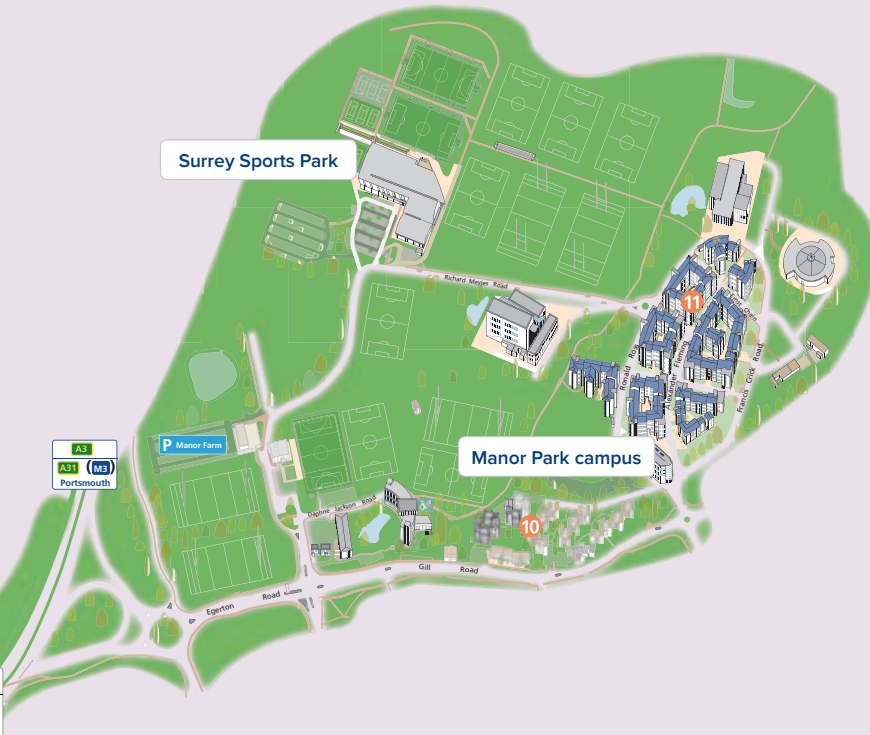 Surrey Sports Park
Richard Meyjes Road
11
Ronald Ross
Alexander Fleming
Francis Crick Road
P Manor Farm
A3
A31 (M3)
Portsmouth
Manor Park campus
Daphne Jackson Road
10
Gill Road
Egerton Road